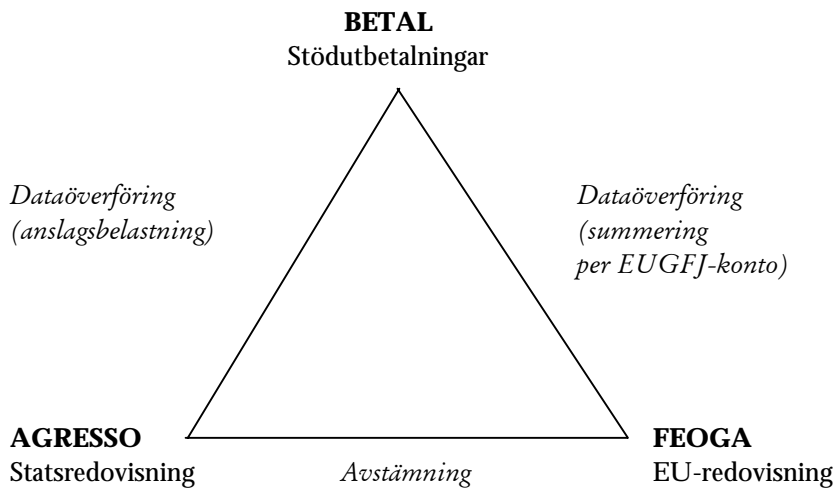 BETAL
Stödutbetalningar
Dataöverföring
(anslagsbelastning)
Dataöverföring
(summering
per EUGFJ-konto)
AGRESSO
Statsredovisning
Avstämning
FEOGA
EU-redovisning